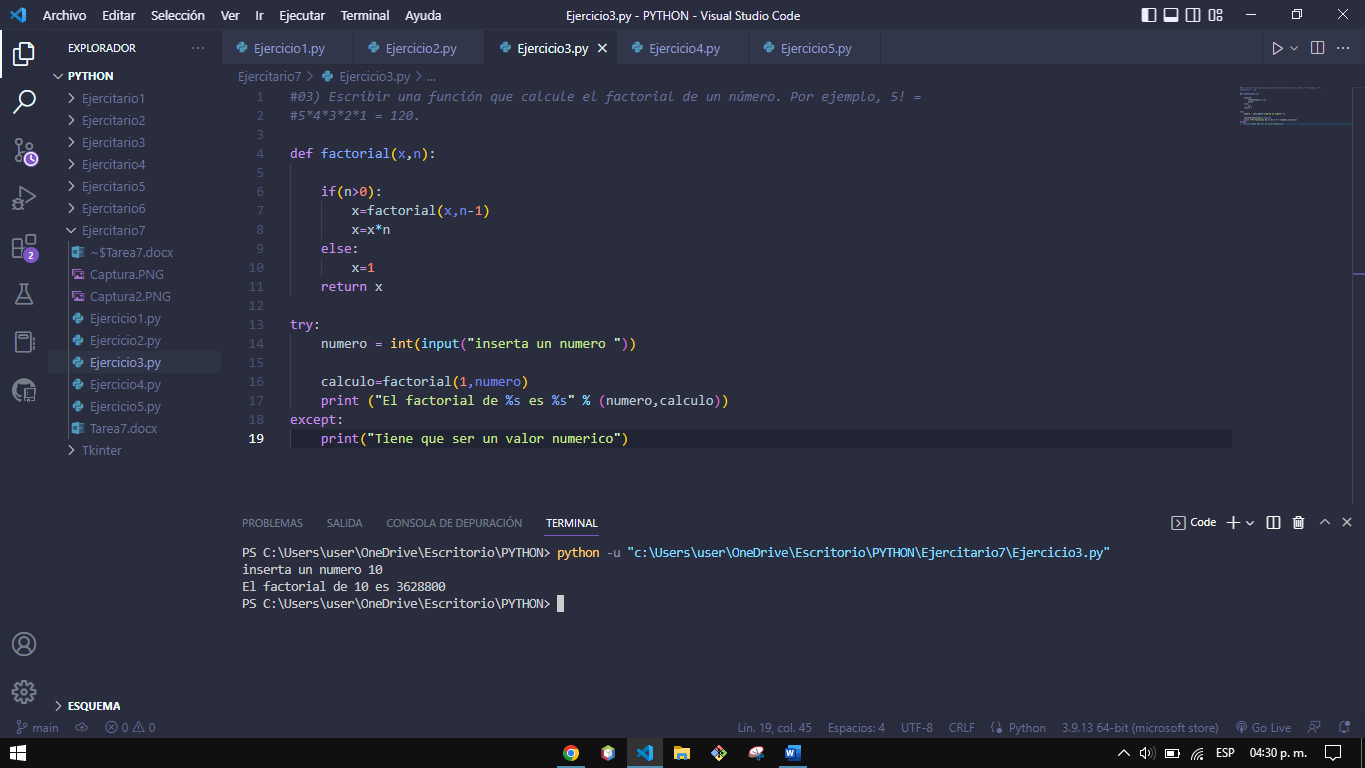 Archivo Editar Selección Ver Ir Ejecutar Terminal Ayuda Ejercicio3.py - PYTHON - Visual Studio Code
EXPLORADOR
PYTHON
Ejercitario1
Ejercitario2
Ejercitario3
Ejercitario4
Ejercitario5
Ejercitario6
Ejercitario7
~$Tarea7.docx
Captura.PNG
Captura2.PNG
Ejercicio1.py
Ejercicio2.py
Ejercicio3.py
Ejercicio4.py
Ejercicio5.py
Tarea7.docx
Tkinter
ESQUEMA
2
Ejercicio1.py Ejercicio2.py Ejercicio3.py Ejercicio4.py Ejercicio5.py
Ejercitario7 > Ejercicio3.py > ...
1 #03) Escribir una función que calcule el factorial de un número. Por ejemplo, 5! =
2 #5*4*3*2*1 = 120.
3
4 def factorial(x,n):
5
6 if(n>0):
7 x=factorial(x,n-1)
8 x=x*n
9 else:
10 x=1
11 return x
12
13 try:
14 numero = int(input("inserta un numero "))
15
16 calculo=factorial(1,numero)
17 print ("El factorial de %s es %s" % (numero,calculo))
18 except:
19 print("Tiene que ser un valor numerico")
PROBLEMAS SALIDA CONSOLA DE DEPURACIÓN TERMINAL Code
PS C:\Users\user\OneDrive\Escritorio\PYTHON> python -u "c:\Users\user\OneDrive\Escritorio\PYTHON\Ejercitario7\Ejercicio3.py"
inserta un numero 10
El factorial de 10 es 3628800
PS C:\Users\user\OneDrive\Escritorio\PYTHON>
main 0 0 Lín. 19, col. 45 Espacios: 4 UTF-8 CRLF Python 3.9.13 64-bit (microsoft store) Go Live
ESP 04:30 p. m.